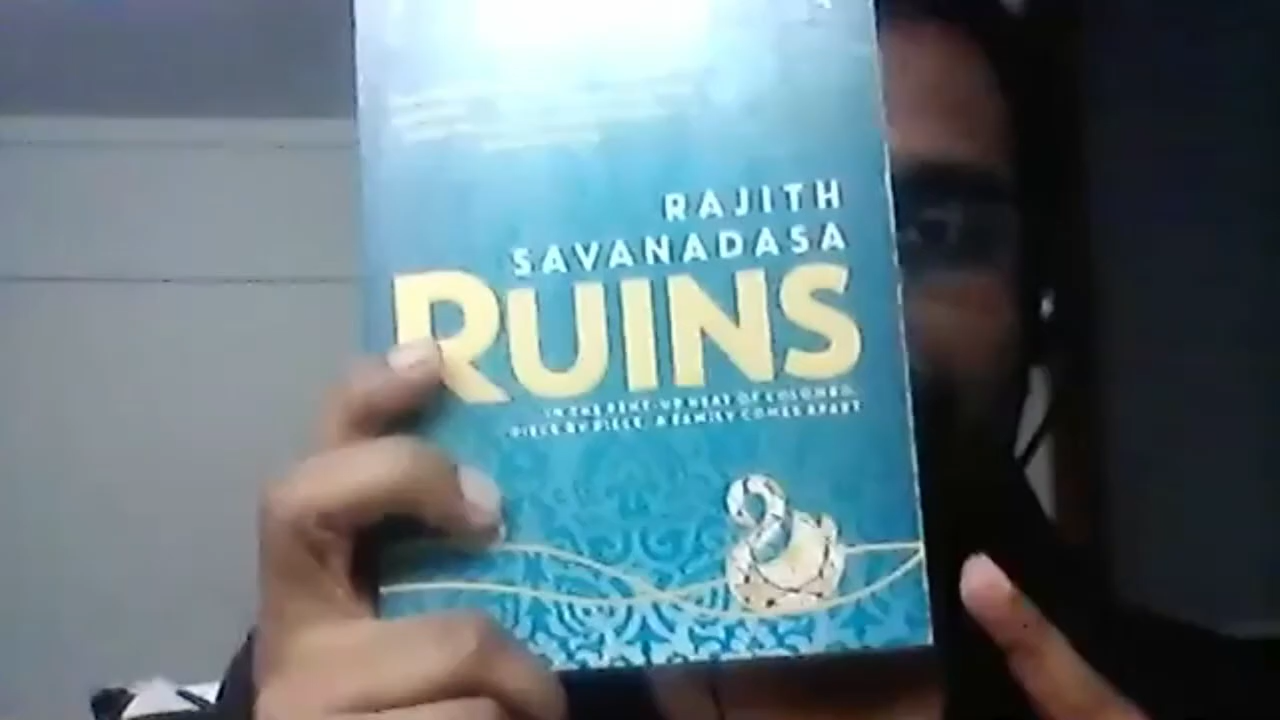 RAJITH
SAVANADASA
RUINS
IN THE PENT-UP HEAT OF COLOMBO,
PIECE BY PIECE, A FAMILY COMES APART